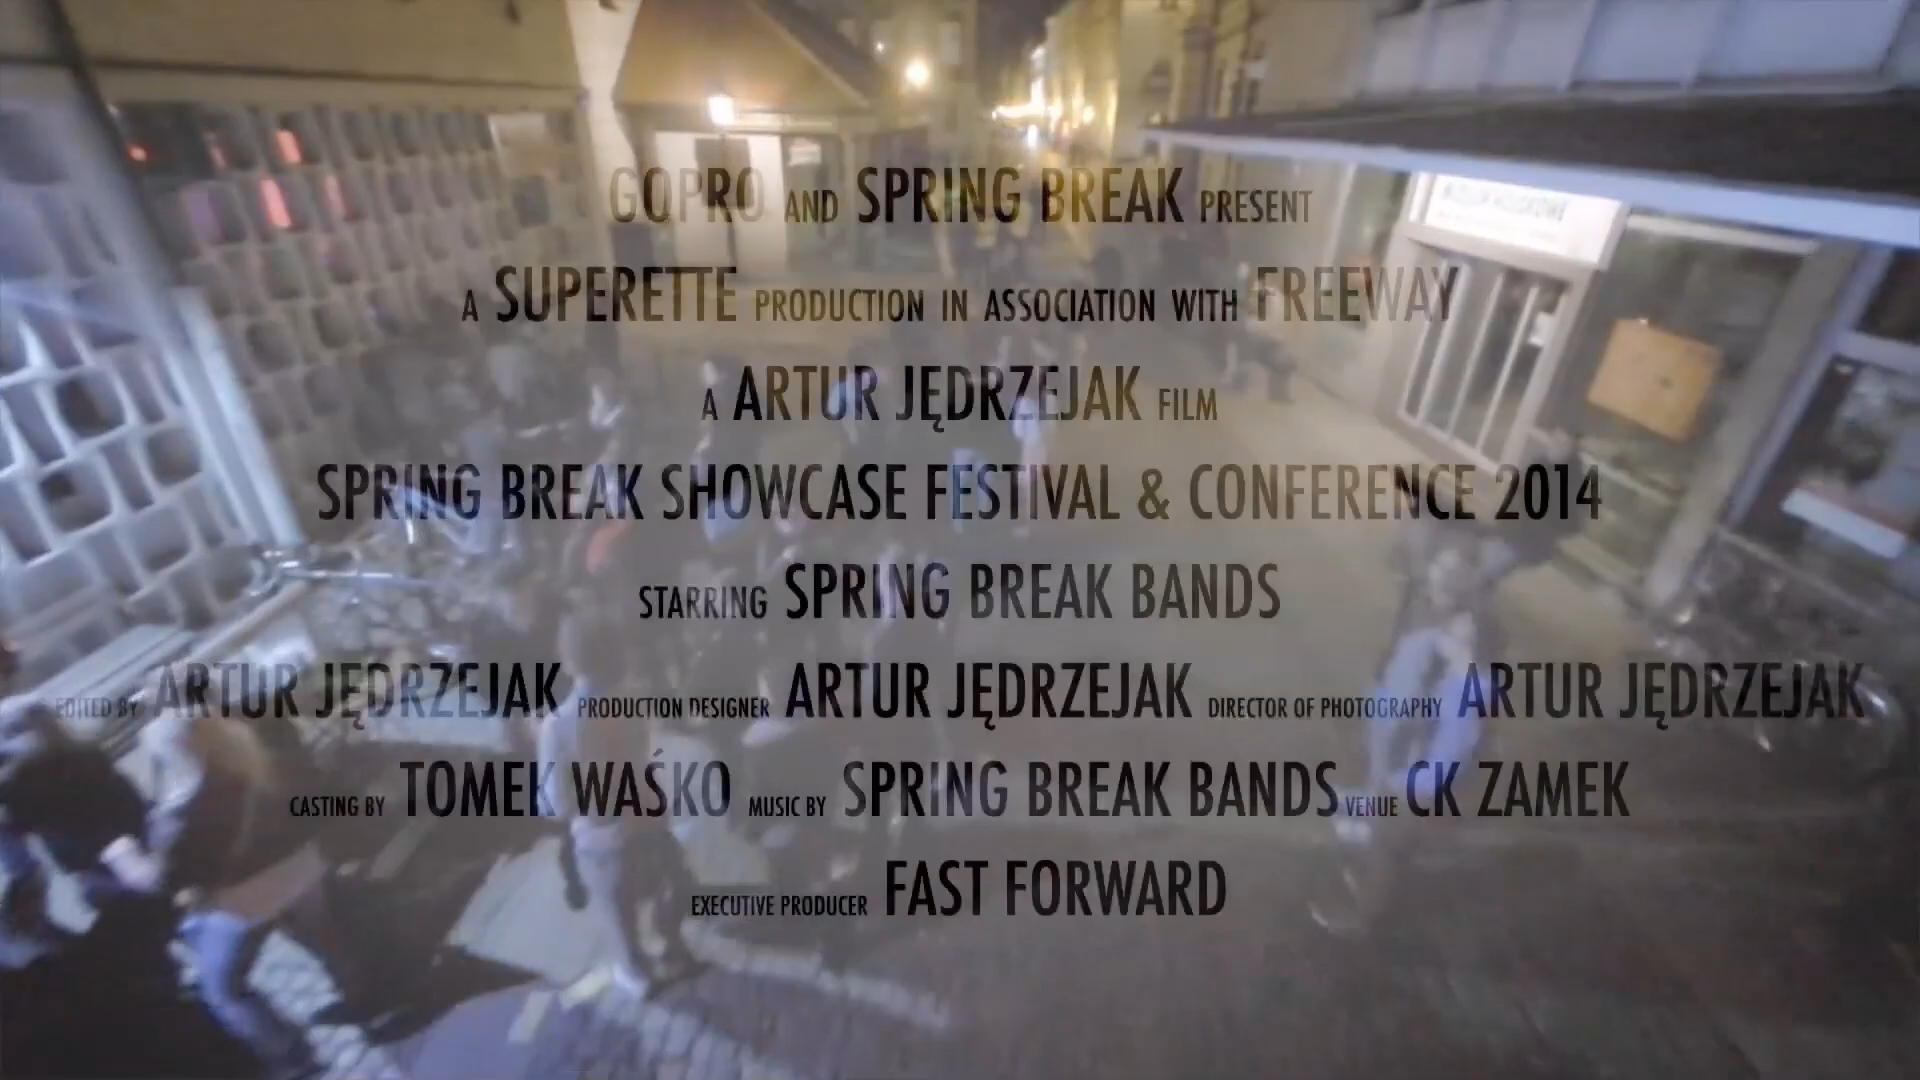 GOPRO AND SPRING BREAK PRESENT
A SUPERETTE PRODUCTION IN ASSOCIATION WITH FREEWAY
A ARTUR JĘDRZEJAK FILM
SPRING BREAK SHOWCASE FESTIVAL & CONFERENCE 2014
STARRING SPRING BREAK BANDS
EDITED BY ARTUR JĘDRZEJAK PRODUCTION DESIGNER ARTUR JĘDRZEJAK DIRECTOR OF PHOTOGRAPHY ARTUR JĘDRZEJAK
CASTING BY TOMEK WAŚKO MUSIC BY SPRING BREAK BANDS VENUE CK ZAMEK
EXECUTIVE PRODUCER FAST FORWARD